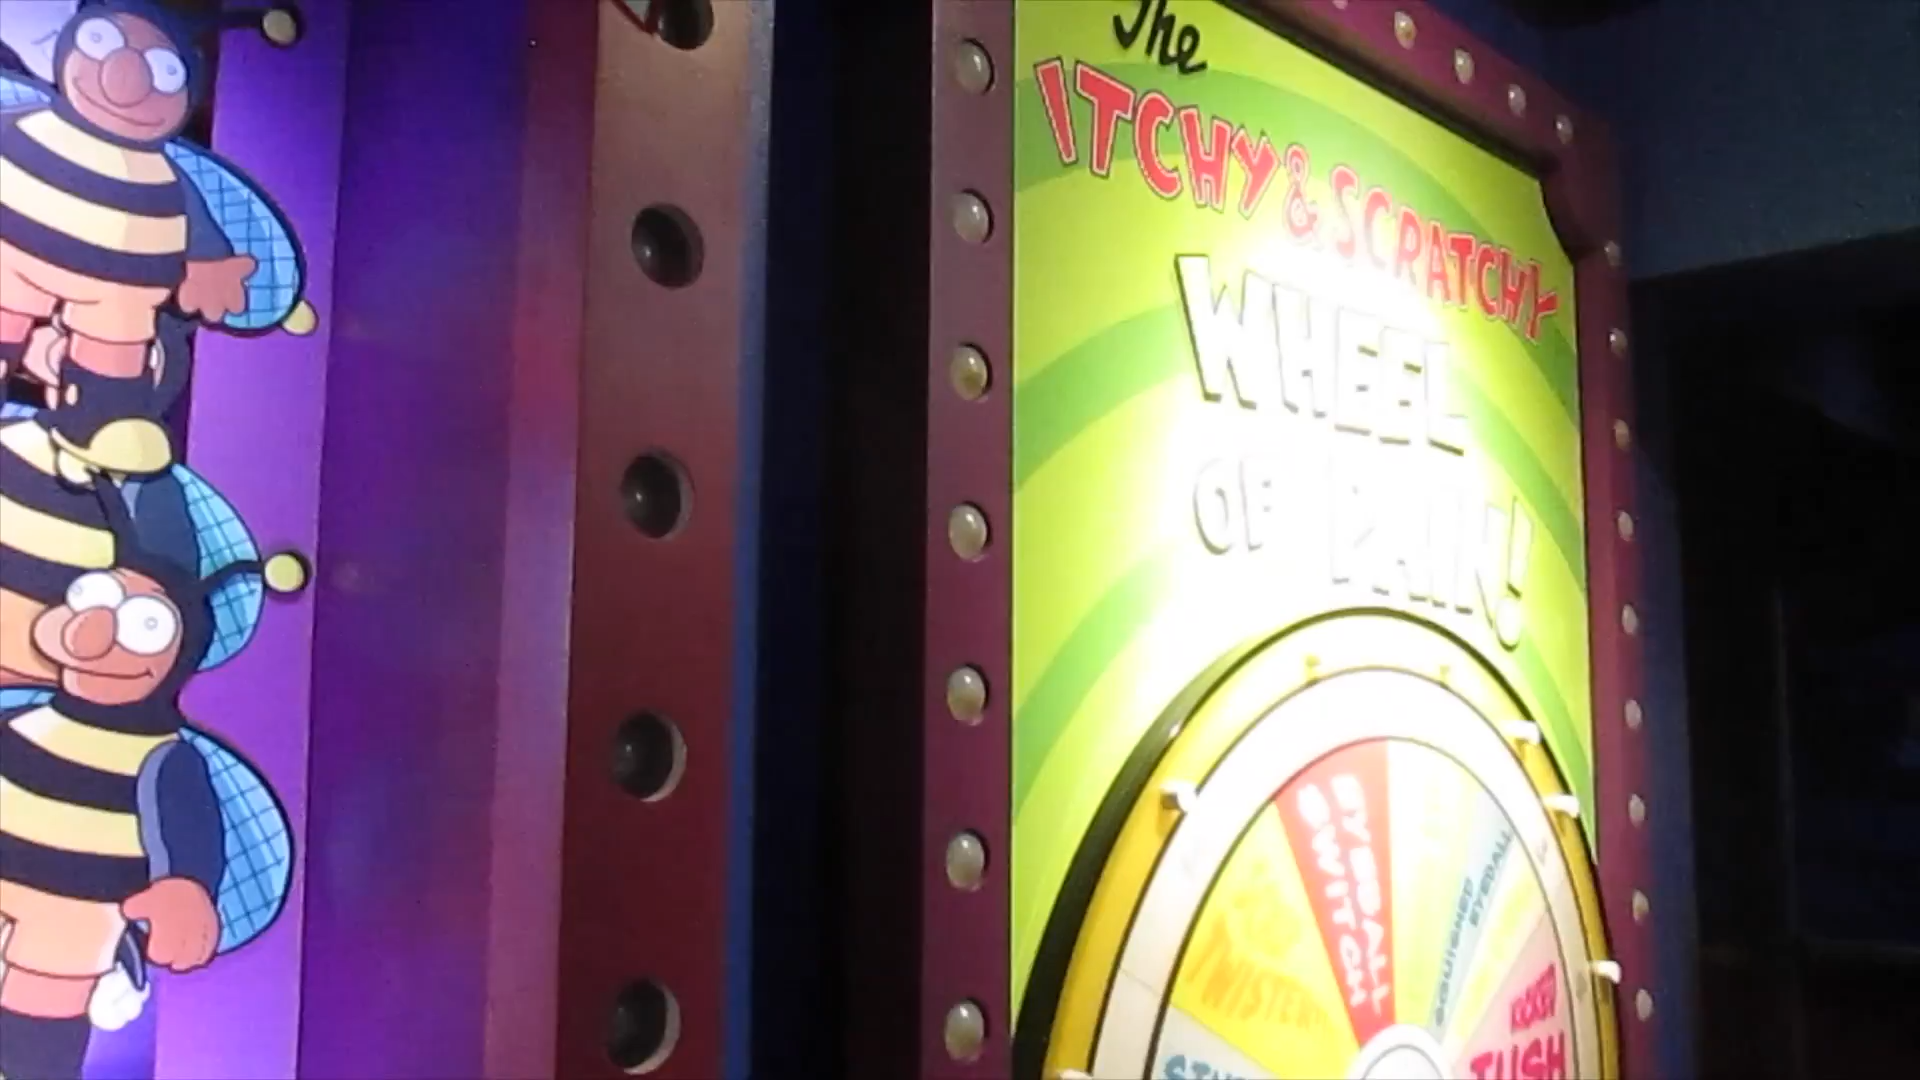 The
ITCHY & SCRATCHY
WHEEL
OF PAIN!
EYEBALL
SWITCH
SQUISHED
EYEBALL
TWISTER
KICKED
TUSH